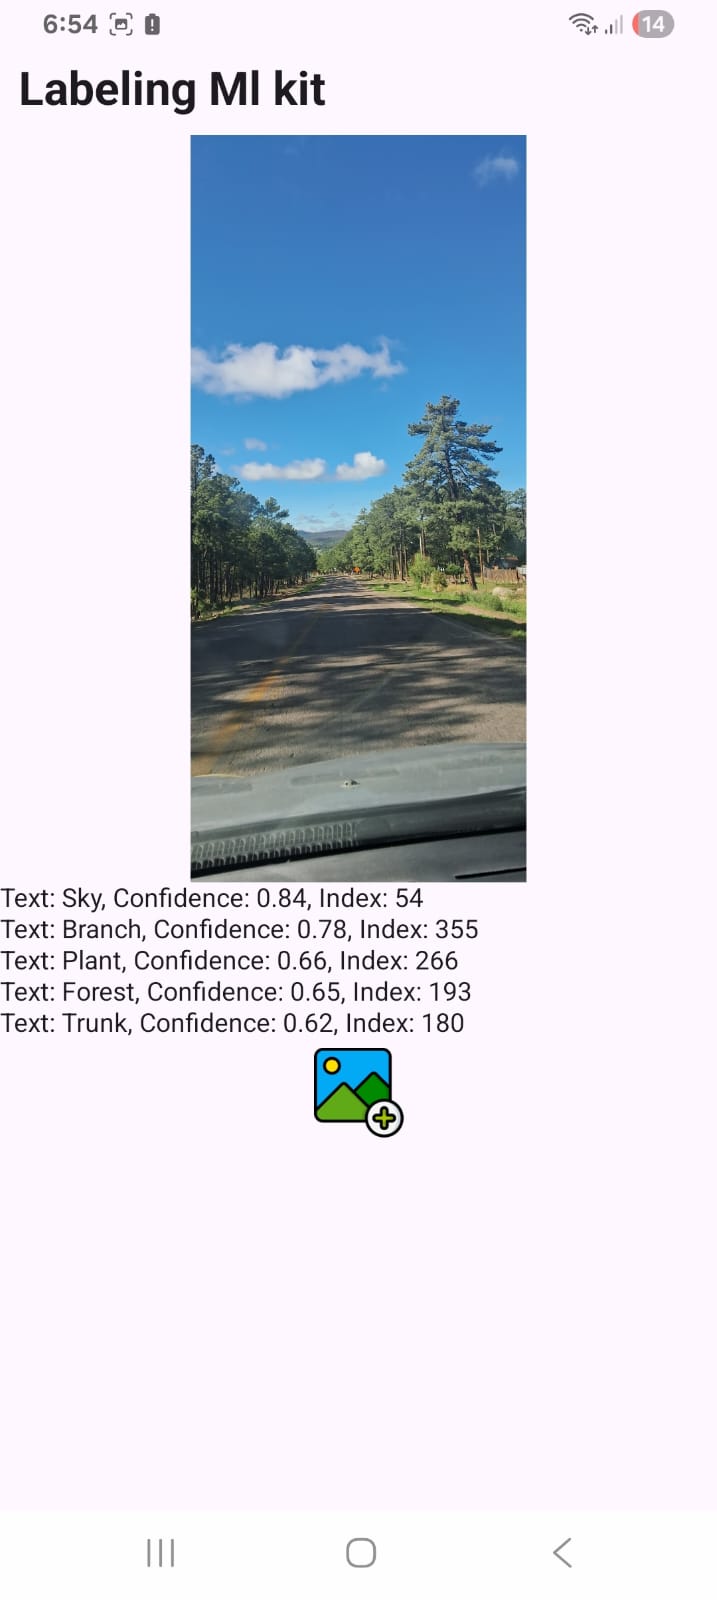 6:54
14
Labeling Ml kit
Text: Sky, Confidence: 0.84, Index: 54
Text: Branch, Confidence: 0.78, Index: 355
Text: Plant, Confidence: 0.66, Index: 266
Text: Forest, Confidence: 0.65, Index: 193
Text: Trunk, Confidence: 0.62, Index: 180